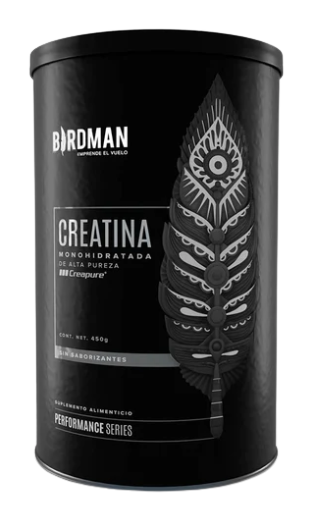 BIRDMAN
EMPRENDE EL VUELO
CREATINA
MONOHIDRATADA
DE ALTA PUREZA
Creapure®
CONT. NET. 450g
SIN SABORIZANTES
SUPLEMENTO ALIMENTICIO
PERFORMANCE SERIES